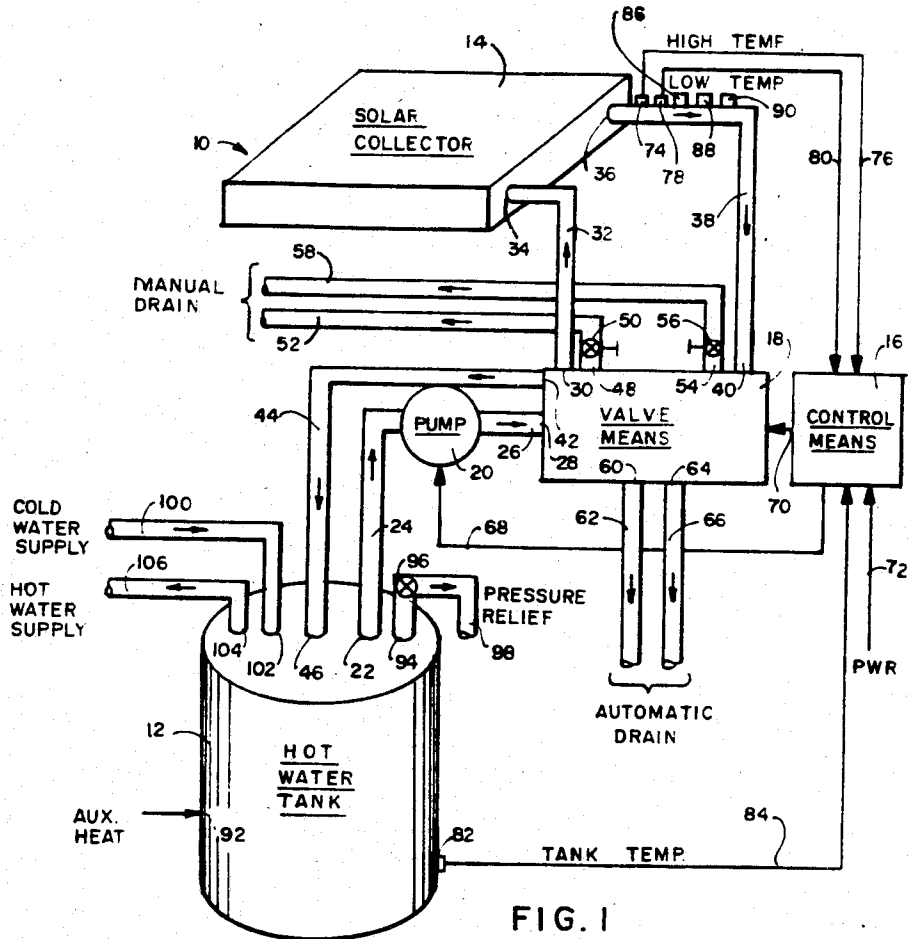 86
14
HIGH TEMF
LOW TEMP
90
SOLAR
COLLECTOR
10
36
74
78
88
80
76
38
34
32
58
MANUAL
DRAIN
52
50
56
18
16
30
48
54
40
44
PUMP
20
26
42
28
VALVE
MEANS
CONTROL
MEANS
70
60
64
COLD
WATER
SUPPLY
100
24
62
66
68
72
106
HOT
WATER
SUPPLY
96
PRESSURE
RELIEF
98
104
102
46
22
94
PWR
AUTOMATIC
DRAIN
12
HOT
WATER
TANK
AUX.
HEAT
92
82
84
TANK TEMP.
FIG. 1